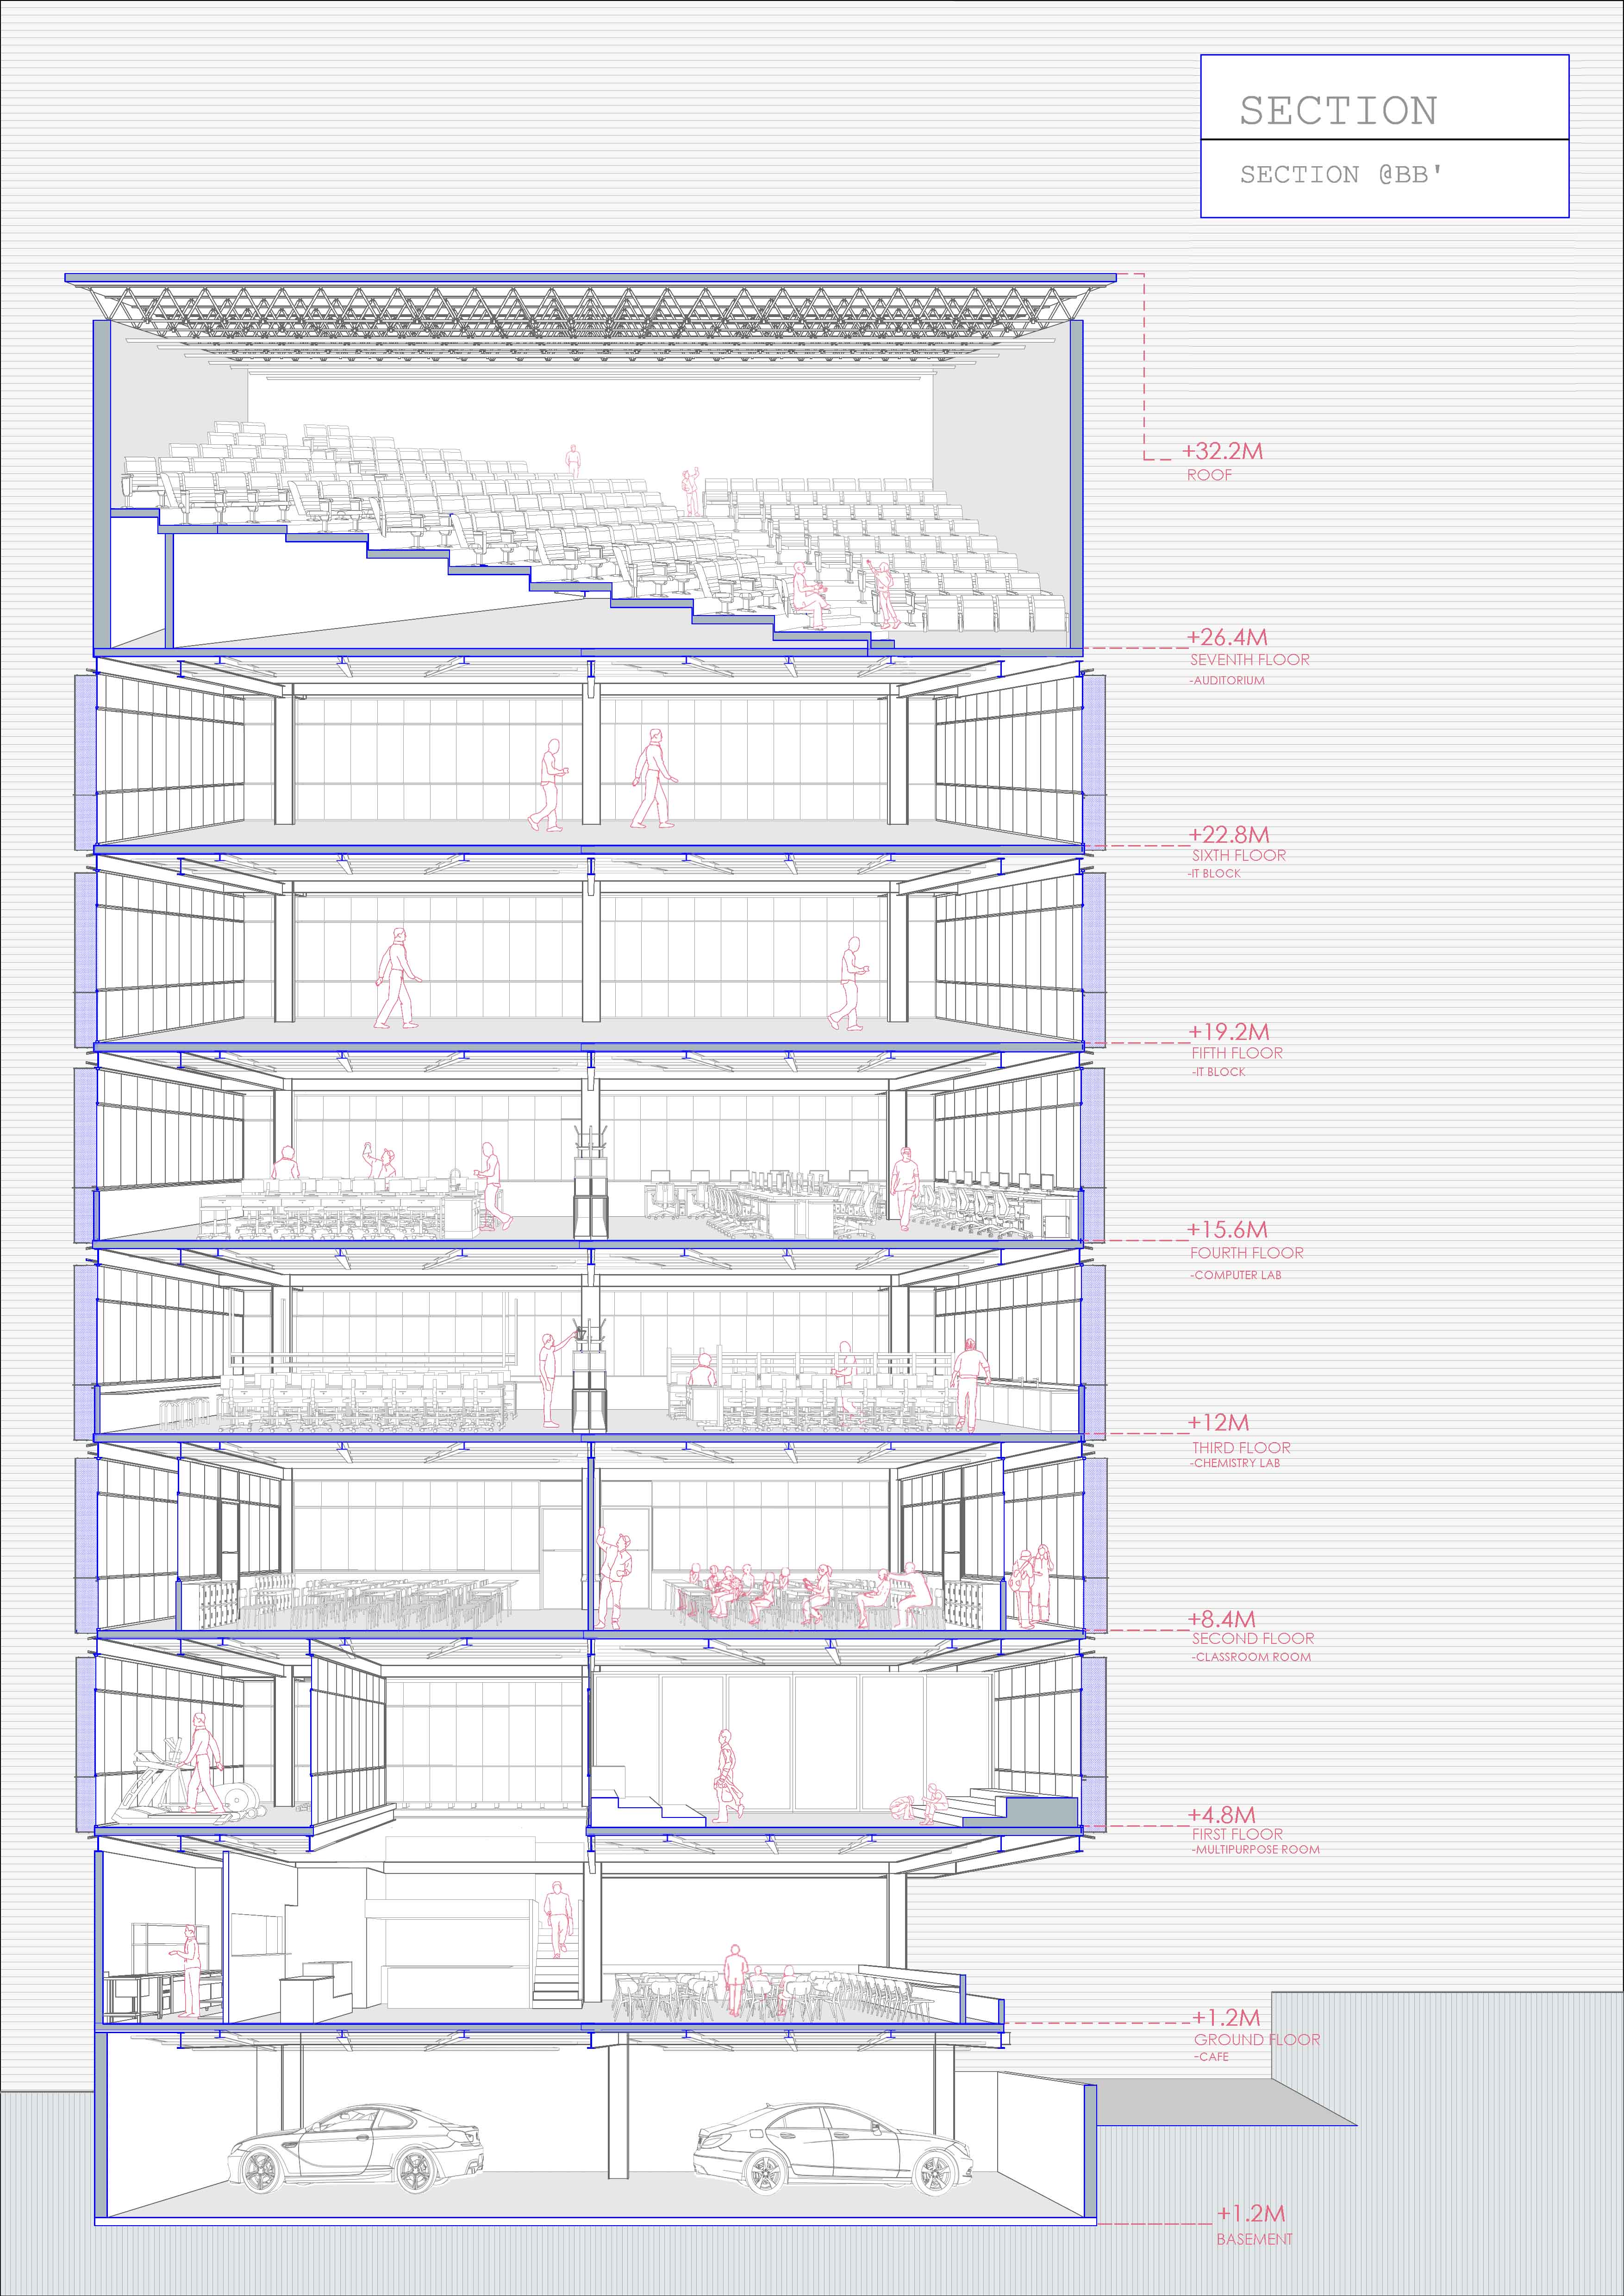 SECTION
SECTION @BB'
+32.2M
ROOF
+26.4M
SEVENTH FLOOR
-AUDITORIUM
+22.8M
SIXTH FLOOR
-IT BLOCK
+19.2M
FIFTH FLOOR
-IT BLOCK
+15.6M
FOURTH FLOOR
-COMPUTER LAB
+12M
THIRD FLOOR
-CHEMISTRY LAB
+8.4M
SECOND FLOOR
-CLASSROOM ROOM
+4.8M
FIRST FLOOR
-MULTIPURPOSE ROOM
+1.2M
GROUND FLOOR
-CAFE
+1.2M
BASEMENT